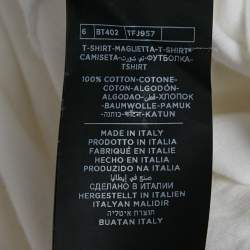 6 BT402 1FJ957
T-SHIRT-MAGLIETTA-T-SHIRT
CAMISETA-تي شيرت-ФУТБОЛКА-
TSHIRT
100% COTTON-COTONE-
COTON-ALGODÓN-
ALGODAO-قطن-ХЛОПОК
-BAUMWOLLE-PAMUK
-כותנה-KATUN
MADE IN ITALY
PRODOTTO IN ITALIA
FABRIQUÉ EN ITALIE
HECHO EN ITALIA
PRODUZIDO NA ITALIA
صنع في إيطاليا
СДЕЛАНО В ИТАЛИИ
HERGESTELLT IN ITALIEN
ITALYAN MALIDIR
תוצרת איטליה
BUATAN ITALY